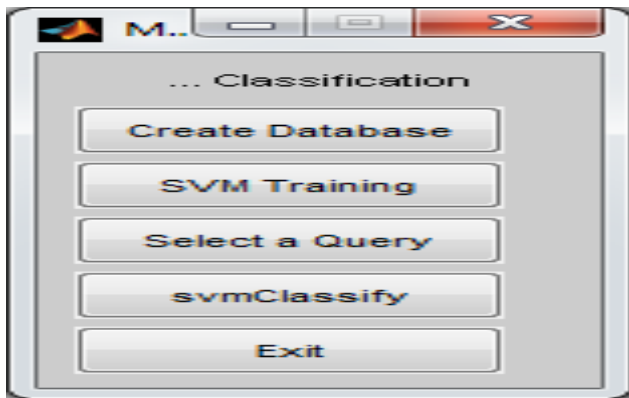 M..
... Classification
Create Database
SVM Training
Select a Query
svmClassify
Exit